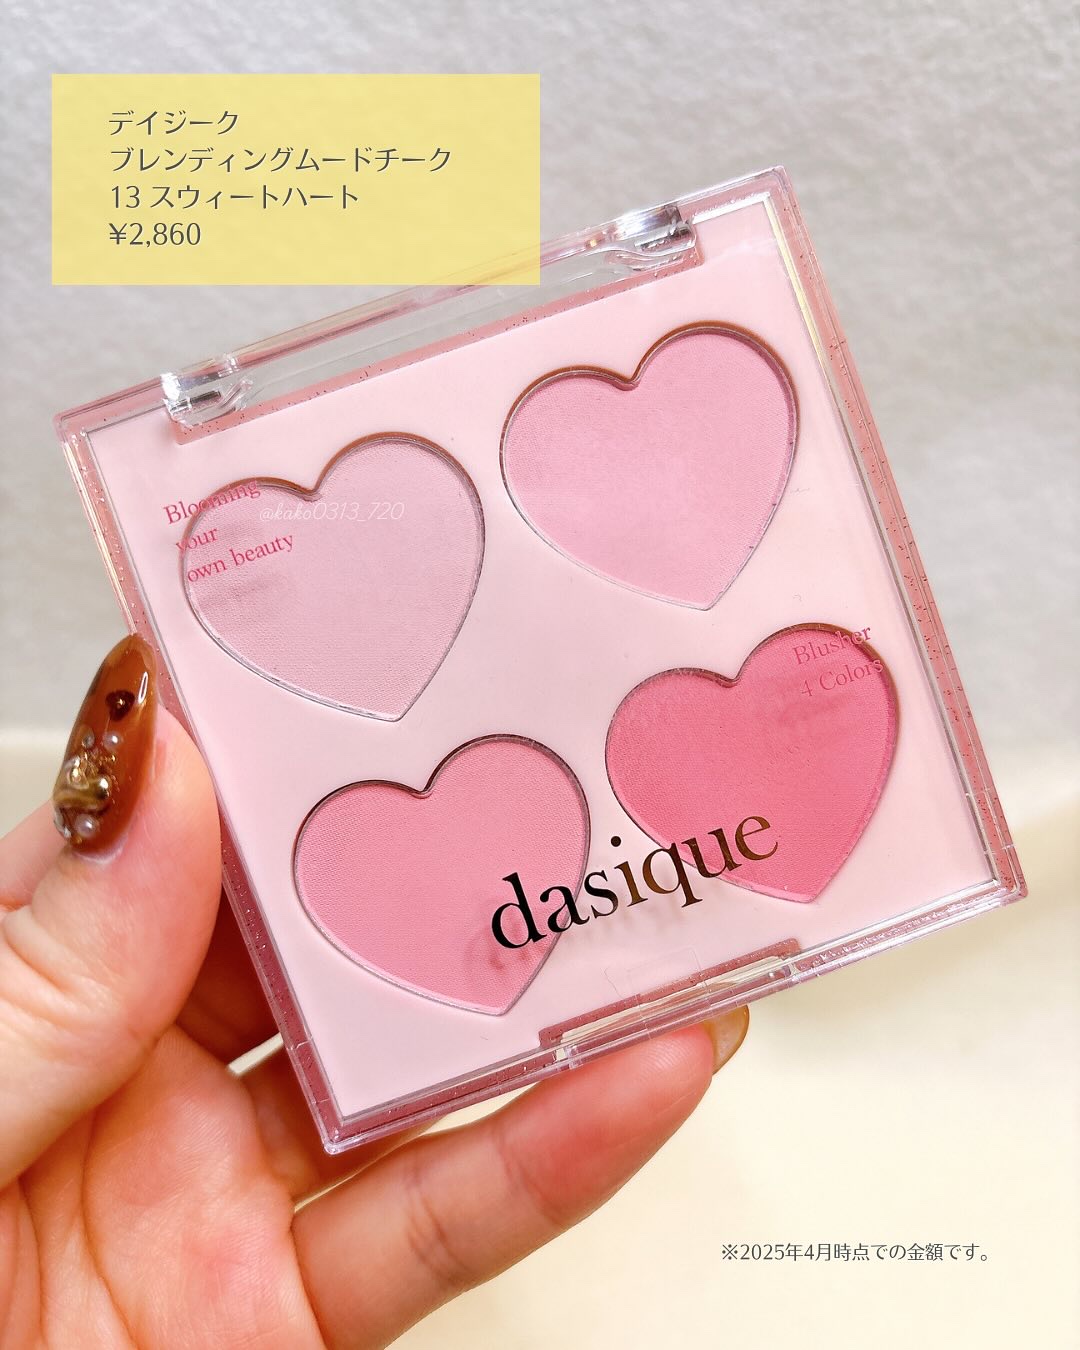 デイジーク
ブレンディングムードチーク
13 スウィートハート
¥2,860
Blooming
your
own beauty
@kako0313_720
Blusher
4 Colors
dasique
※2025年4月時点での金額です。